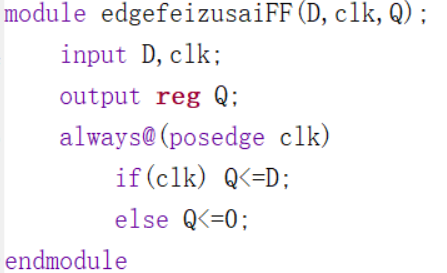 module edgefeizusaiFF(D,clk,Q);
input D,clk;
output reg Q;
always@(posedge clk)
if(clk) Q<=D;
else Q<=0;
endmodule